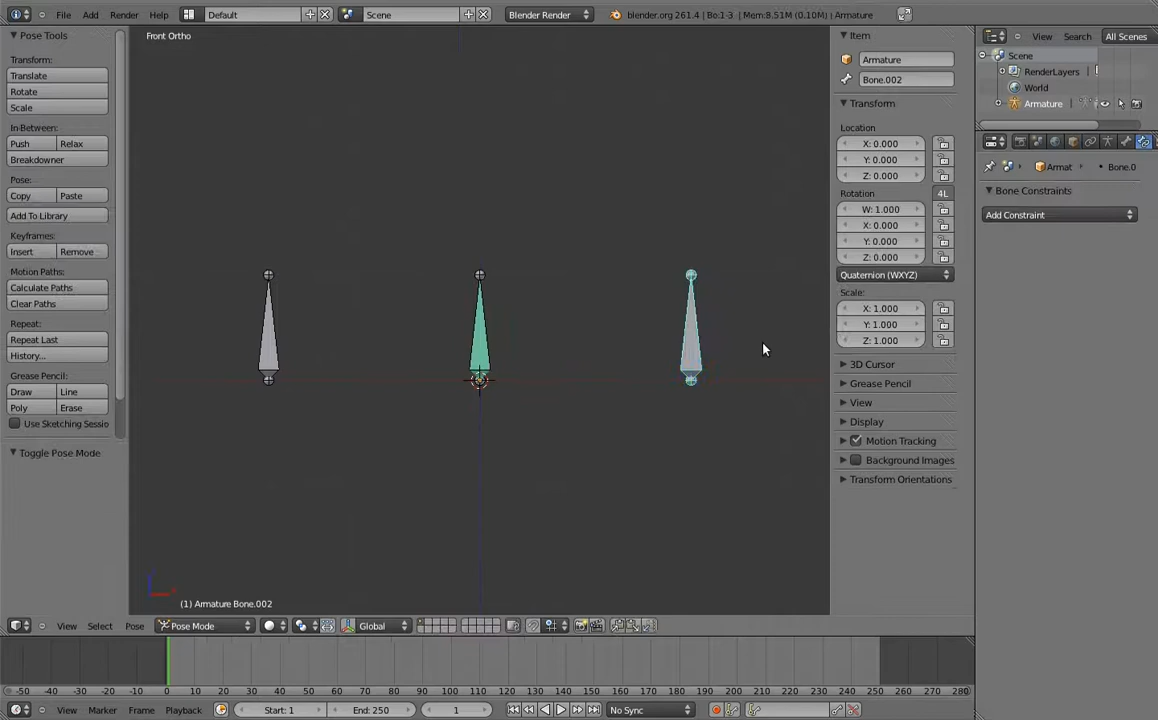 File Add Render Help Default Scene Blender Render blender.org 261.4 | Bo:1-3 | Mem:8.51M (0.10M) | Armature
Pose Tools
Transform:
Translate
Rotate
Scale
In-Between:
Push Relax
Breakdowner
Pose:
Copy Paste
Add To Library
Keyframes:
Insert Remove
Motion Paths:
Calculate Paths
Clear Paths
Repeat:
Repeat Last
History...
Grease Pencil:
Draw Line
Poly Erase
Use Sketching Sessio
Toggle Pose Mode
Front Ortho
(1) Armature Bone.002
Item
Armature
Bone.002
Transform
Location
X: 0.000
Y: 0.000
Z: 0.000
Rotation 4L
W: 1.000
X: 0.000
Y: 0.000
Z: 0.000
Quaternion (WXYZ)
Scale:
X: 1.000
Y: 1.000
Z: 1.000
3D Cursor
Grease Pencil
View
Display
Motion Tracking
Background Images
Transform Orientations
View Search All Scenes
Scene
RenderLayers
World
Armature
Armat Bone.0
Bone Constraints
Add Constraint
View Select Pose Pose Mode Global
-50 -40 -30 -20 -10 0 10 20 30 40 50 60 70 80 90 100 110 120 130 140 150 160 170 180 190 200 210 220 230 240 250 260 270 280
View Marker Frame Playback Start: 1 End: 250 1 No Sync